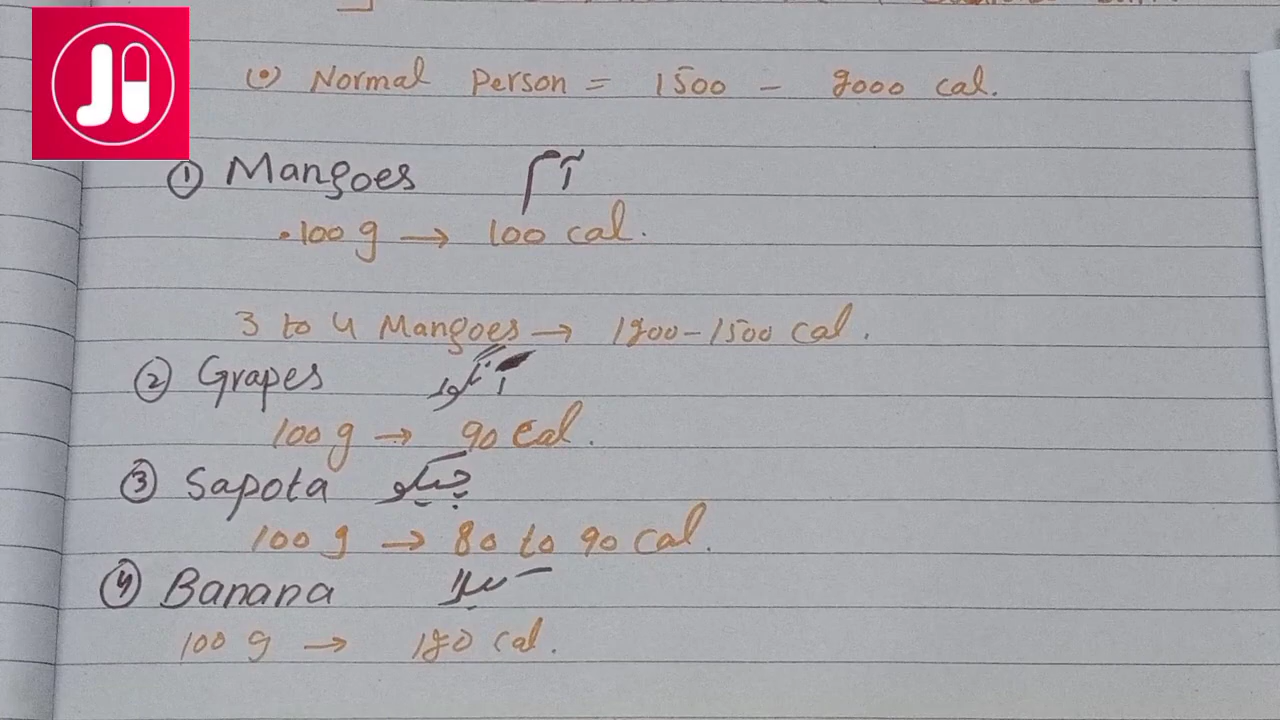 (•) Normal Person = 1500 - 2000 cal.
① Mangoes آم
• 100 g → 100 cal.
3 to 4 Mangoes → 1200-1500 cal.
② Grapes انگور
100 g → 90 cal.
③ Sapota چیکو
100 g → 80 to 90 cal.
④ Banana کیلا
100 g → 120 cal.